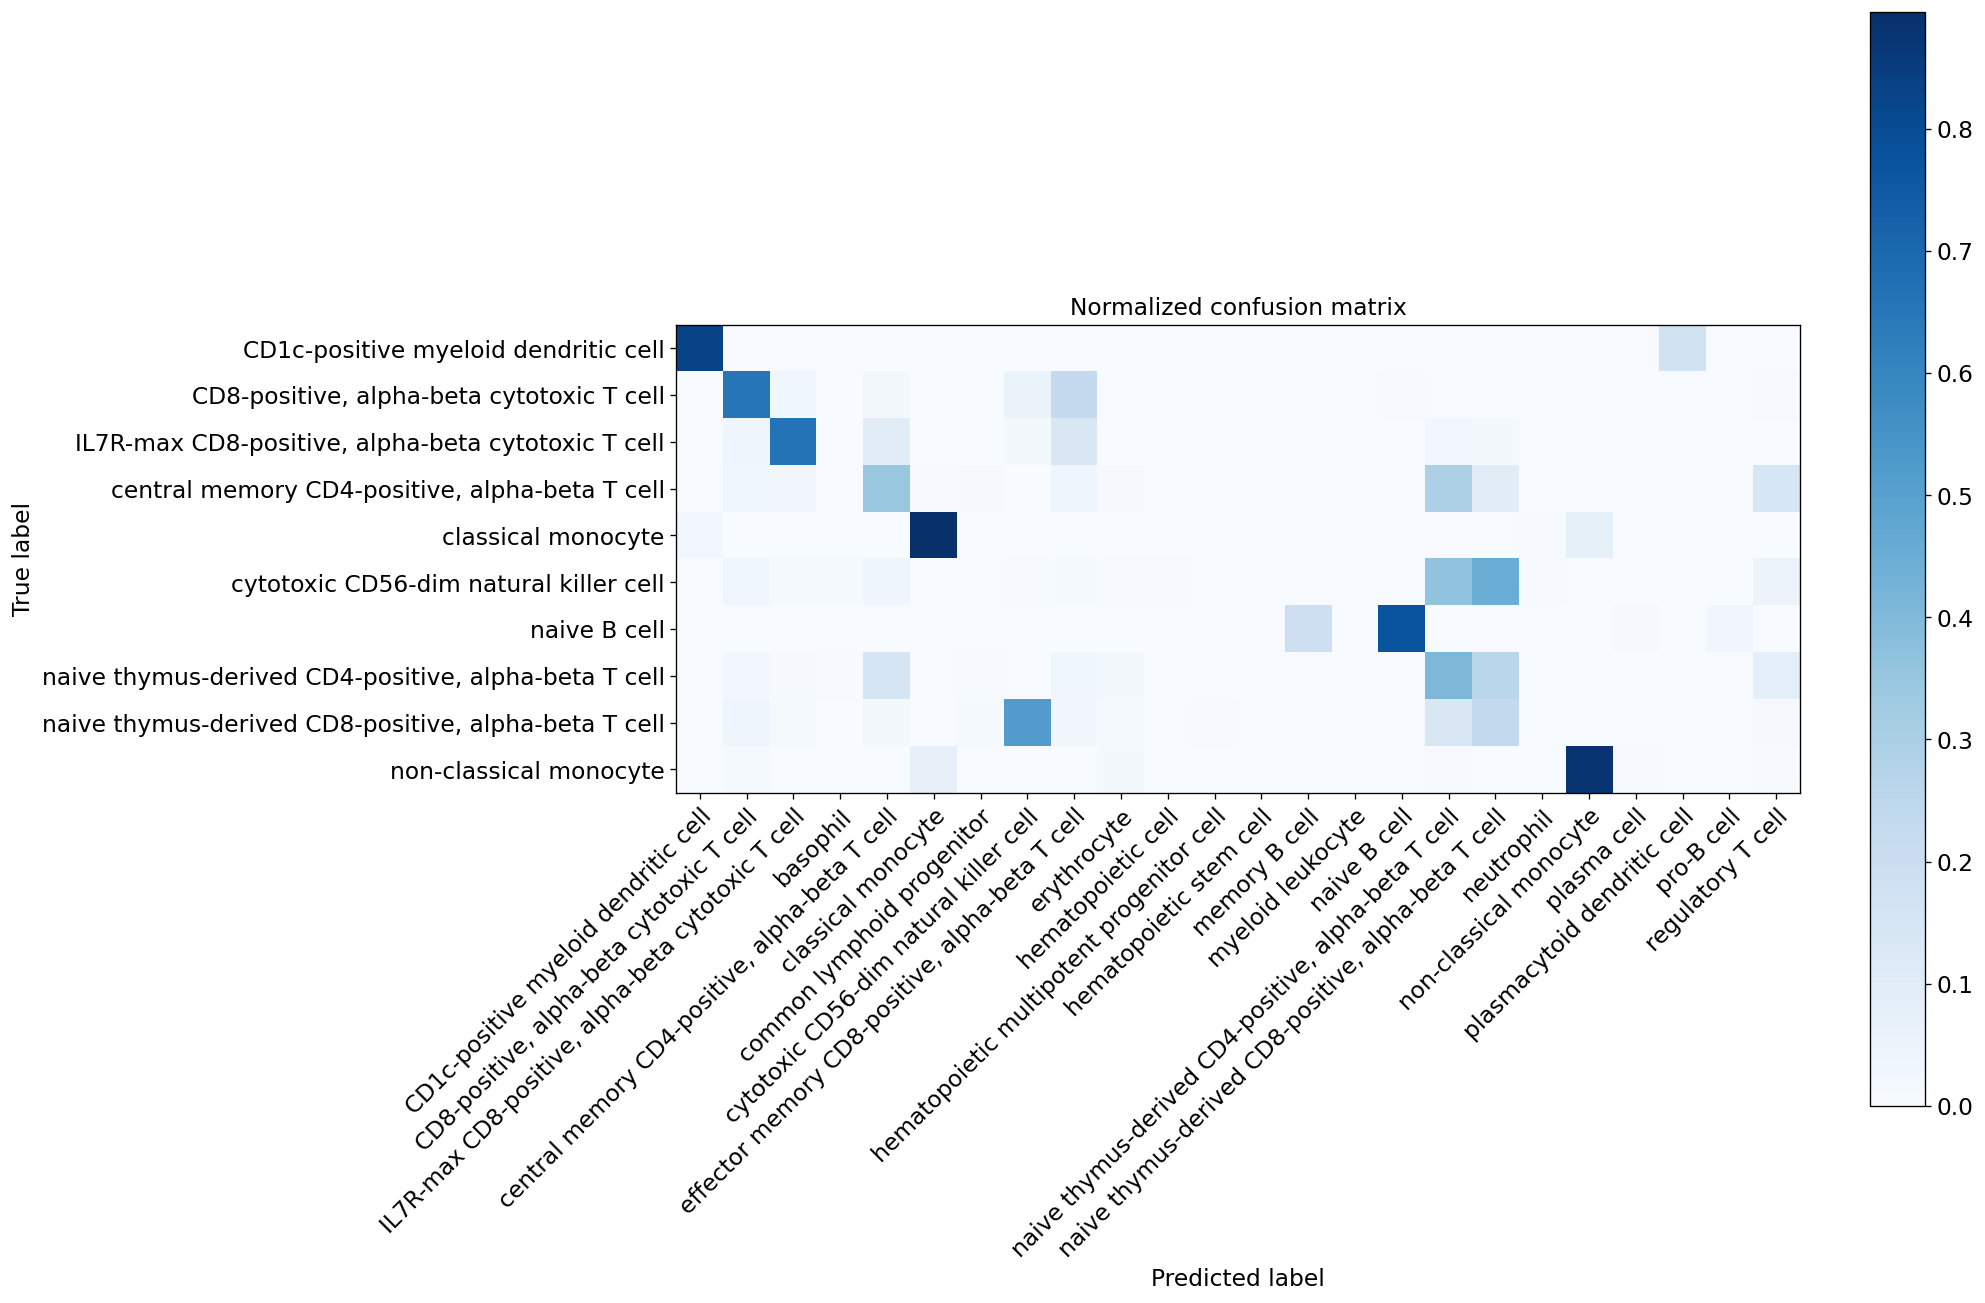 Normalized confusion matrix
True label
CD1c-positive myeloid dendritic cell
CD8-positive, alpha-beta cytotoxic T cell
IL7R-max CD8-positive, alpha-beta cytotoxic T cell
central memory CD4-positive, alpha-beta T cell
classical monocyte
cytotoxic CD56-dim natural killer cell
naive B cell
naive thymus-derived CD4-positive, alpha-beta T cell
naive thymus-derived CD8-positive, alpha-beta T cell
non-classical monocyte
CD1c-positive myeloid dendritic cell
CD8-positive, alpha-beta cytotoxic T cell
IL7R-max CD8-positive, alpha-beta cytotoxic T cell
basophil
central memory CD4-positive, alpha-beta T cell
classical monocyte
common lymphoid progenitor
cytotoxic CD56-dim natural killer cell
effector memory CD8-positive, alpha-beta T cell
erythrocyte
hematopoietic cell
hematopoietic multipotent progenitor cell
hematopoietic stem cell
memory B cell
myeloid leukocyte
naive B cell
naive thymus-derived CD4-positive, alpha-beta T cell
naive thymus-derived CD8-positive, alpha-beta T cell
neutrophil
non-classical monocyte
plasma cell
plasmacytoid dendritic cell
pro-B cell
regulatory T cell
Predicted label
0.8
0.7
0.6
0.5
0.4
0.3
0.2
0.1
0.0